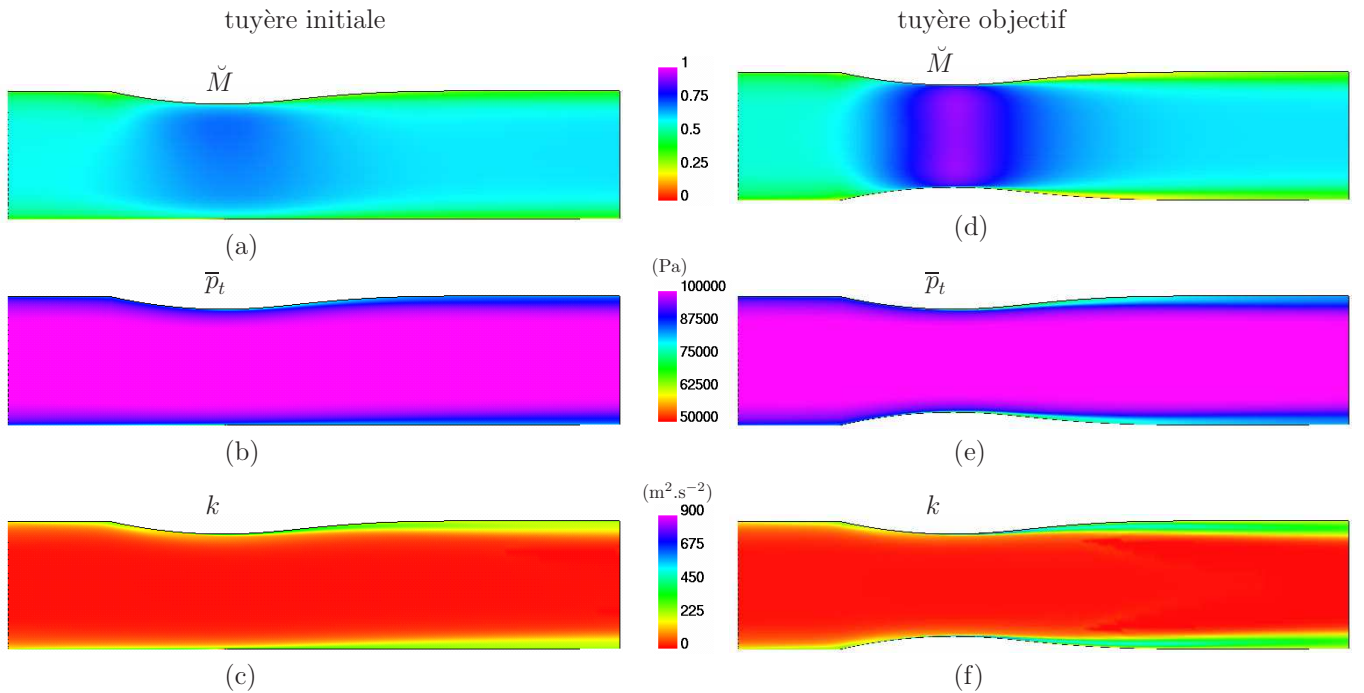 tuyère initiale
tuyère objectif
M̆
1
0.75
0.5
0.25
0
M̆
(a)
(d)
p̅t
(Pa)
100000
87500
75000
62500
50000
p̅t
(b)
(e)
k
(m².s⁻²)
900
675
450
225
0
k
(c)
(f)